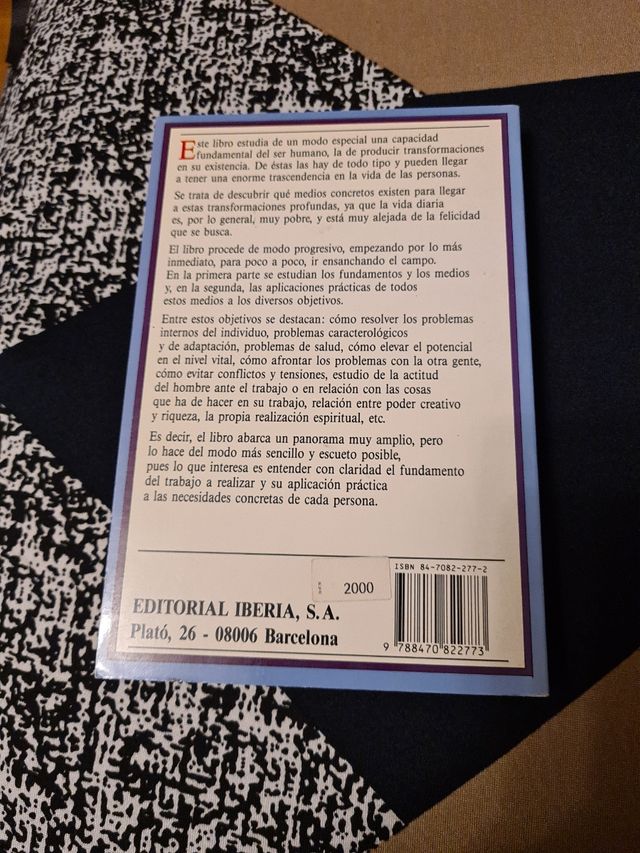 Este libro estudia de un modo especial una capacidad
fundamental del ser humano, la de producir transformaciones
en su existencia. De éstas las hay de todo tipo y pueden llegar
a tener una enorme trascendencia en la vida de las personas.
Se trata de descubrir qué medios concretos existen para llegar
a estas transformaciones profundas, ya que la vida diaria
es, por lo general, muy pobre, y está muy alejada de la felicidad
que se busca.
El libro procede de modo progresivo, empezando por lo más
inmediato, para poco a poco, ir ensanchando el campo.
En la primera parte se estudian los fundamentos y los medios
y, en la segunda, las aplicaciones prácticas de todos
estos medios a los diversos objetivos.
Entre estos objetivos se destacan: cómo resolver los problemas
internos del individuo, problemas caracterológicos
y de adaptación, problemas de salud, cómo elevar el potencial
en el nivel vital, cómo afrontar los problemas con la otra gente,
cómo evitar conflictos y tensiones, estudio de la actitud
del hombre ante el trabajo o en relación con las cosas
que ha de hacer en su trabajo, relación entre poder creativo
y riqueza, la propia realización espiritual, etc.
Es decir, el libro abarca un panorama muy amplio, pero
lo hace del modo más sencillo y escueto posible,
pues lo que interesa es entender con claridad el fundamento
del trabajo a realizar y su aplicación práctica
a las necesidades concretas de cada persona.
2000
ISBN 84-7082-277-2
EDITORIAL IBERIA, S.A.
Plató, 26 - 08006 Barcelona
9 788470 822773